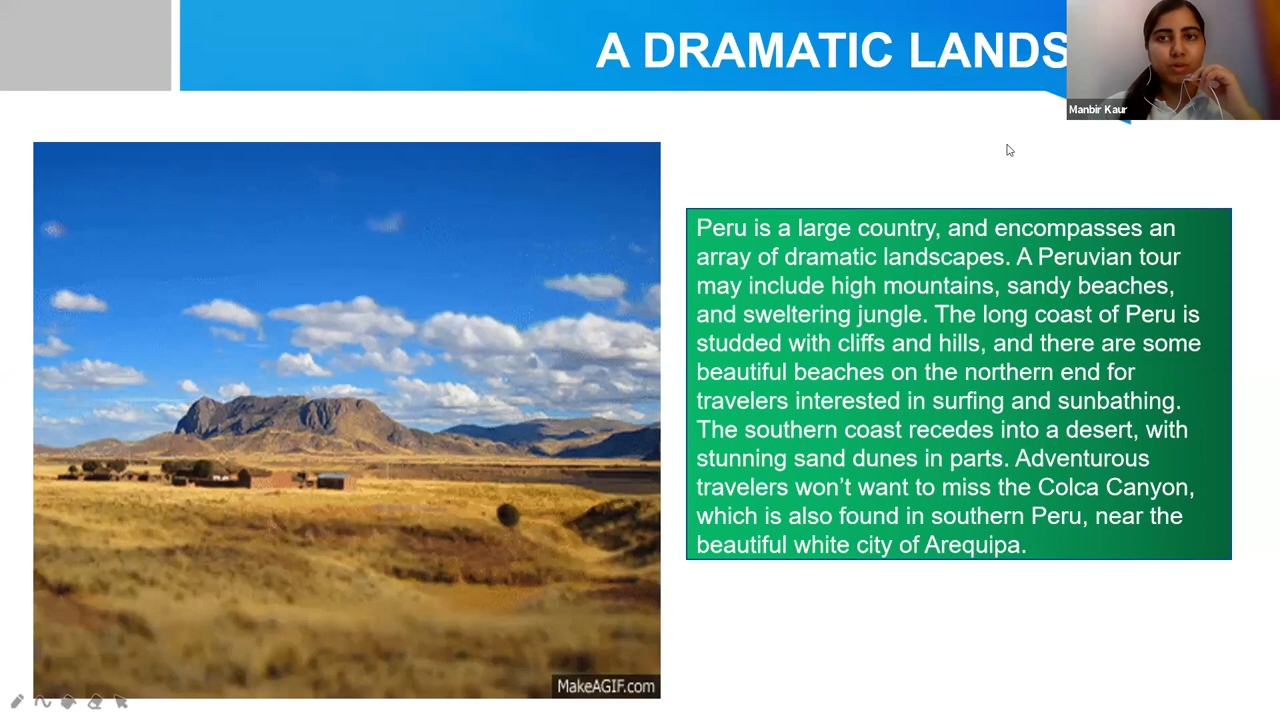 A DRAMATIC LANDS
Manbir Kaur
Peru is a large country, and encompasses an
array of dramatic landscapes. A Peruvian tour
may include high mountains, sandy beaches,
and sweltering jungle. The long coast of Peru is
studded with cliffs and hills, and there are some
beautiful beaches on the northern end for
travelers interested in surfing and sunbathing.
The southern coast recedes into a desert, with
stunning sand dunes in parts. Adventurous
travelers won’t want to miss the Colca Canyon,
which is also found in southern Peru, near the
beautiful white city of Arequipa.
MakeAGIF.com